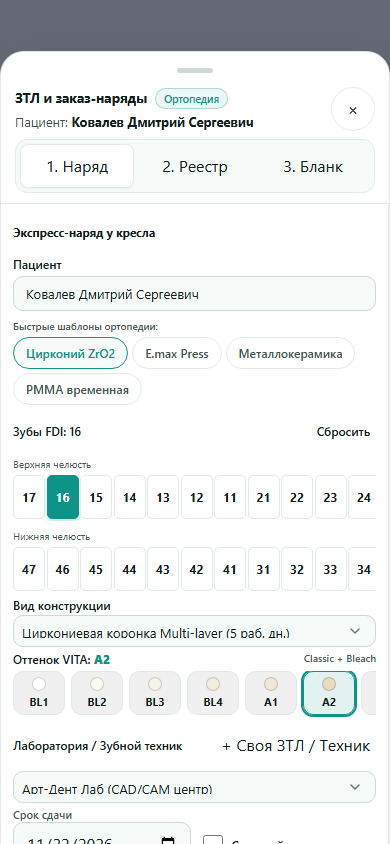 ЗТЛ и заказ-наряды Ортопедия
×
Пациент: Ковалев Дмитрий Сергеевич
1. Наряд 2. Реестр 3. Бланк
Экспресс-наряд у кресла
Пациент
Ковалев Дмитрий Сергеевич
Быстрые шаблоны ортопедии:
Цирконий ZrO2 E.max Press Металлокерамика
PMMA временная
Зубы FDI: 16 Сбросить
Верхняя челюсть
17 16 15 14 13 12 11 21 22 23 24
Нижняя челюсть
47 46 45 44 43 42 41 31 32 33 34
Вид конструкции
Циркониевая коронка Multi-layer (5 раб. дн.)
Оттенок VITA: A2 Classic + Bleach
BL1 BL2 BL3 BL4 A1 A2
Лаборатория / Зубной техник + Своя ЗТЛ / Техник
Арт-Дент Лаб (CAD/CAM центр)
Срок сдачи
11/22/2026